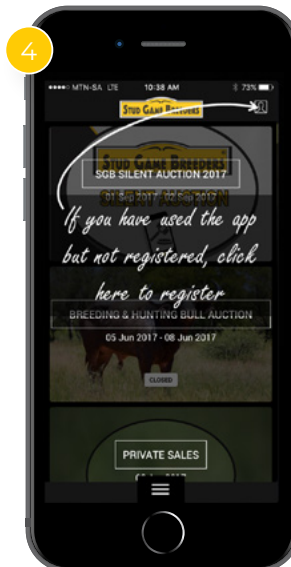 4
MTN-SA LTE 10:38 AM 73%
STUD GAME BREEDERS
STUD GAME BREEDERS
SGB SILENT AUCTION 2017
01 Sep 2017 - 02 Sep 2017
If you have used the app
but not registered, click
here to register
BREEDING & HUNTING BULL AUCTION
05 Jun 2017 - 08 Jun 2017
CLOSED
PRIVATE SALES